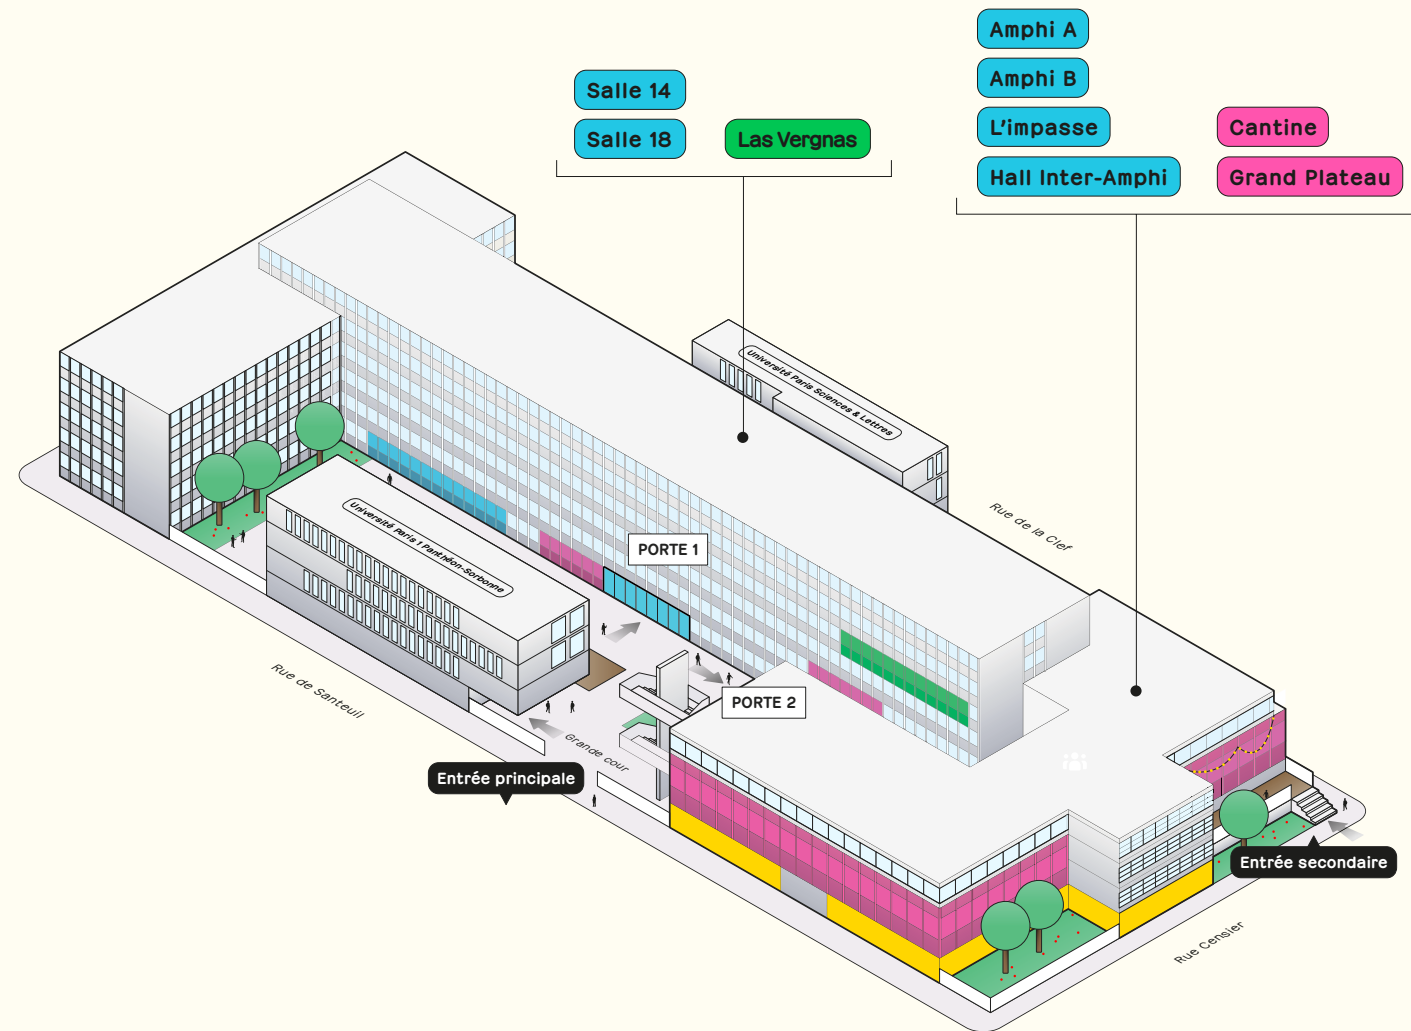 Amphi A
Amphi B
L'impasse
Hall Inter-Amphi
Cantine
Grand Plateau
Salle 14
Salle 18
Las Vergnas
Université Paris Sciences & Lettres
Rue de la Clef
Université Paris 1 Panthéon-Sorbonne
PORTE 1
PORTE 2
Rue de Santeuil
Grande cour
Entrée principale
Entrée secondaire
Rue Censier